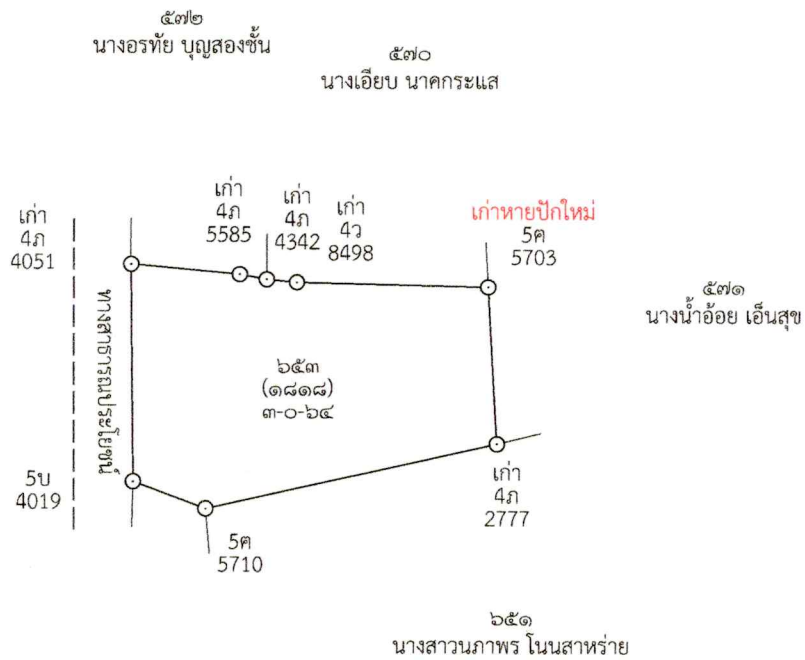 ๕๗๒
นางอรทัย บุญสองชั้น
๕๗๐
นางเอียบ นาคกระแส
เก่า
4ภ
4051
เก่า
4ภ
5585
เก่า
4ภ
4342
เก่า
4ว
8498
เก่าหายปักใหม่
5ค
5703
๕๗๑
นางน้ำอ้อย เอ็นสุข
ทางสาธารณประโยชน์
๖๕๓
(๑๘๑๘)
๓-๐-๖๔
5บ
4019
5ค
5710
เก่า
4ภ
2777
๖๕๑
นางสาวนภาพร โนนสาหร่าย